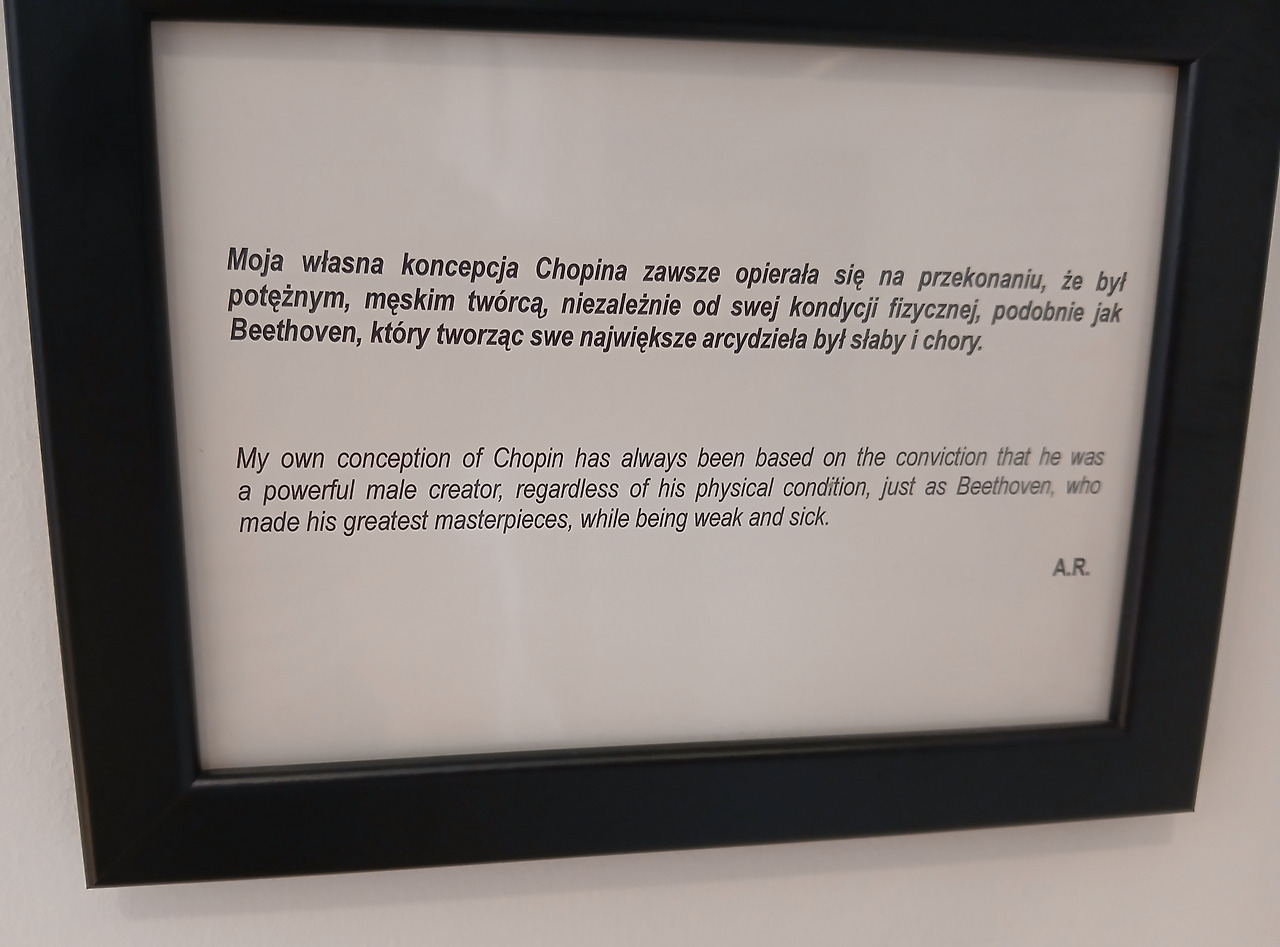 Moja własna koncepcja Chopina zawsze opierała się na przekonaniu, że był
potężnym, męskim twórcą, niezależnie od swej kondycji fizycznej, podobnie jak
Beethoven, który tworząc swe największe arcydzieła był słaby i chory.
My own conception of Chopin has always been based on the conviction that he was
a powerful male creator, regardless of his physical condition, just as Beethoven, who
made his greatest masterpieces, while being weak and sick.
A.R.